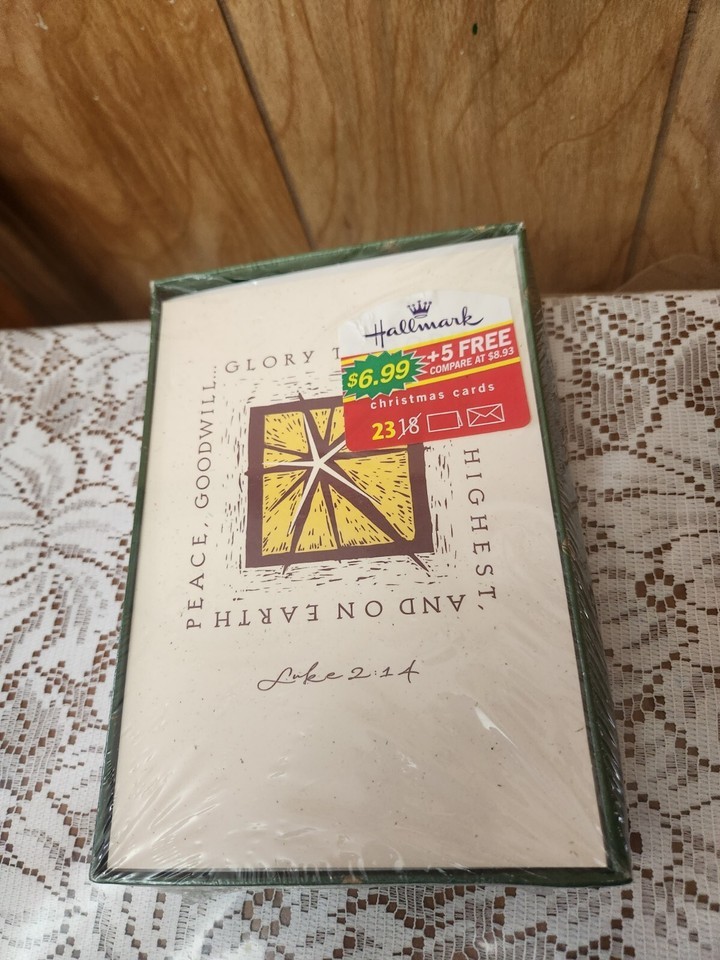 Hallmark
$6.99
+5 FREE
COMPARE AT $8.93
christmas cards
23 18
GLORY
HIGHEST,
AND ON EARTH
PEACE, GOODWILL...
Luke 2:14